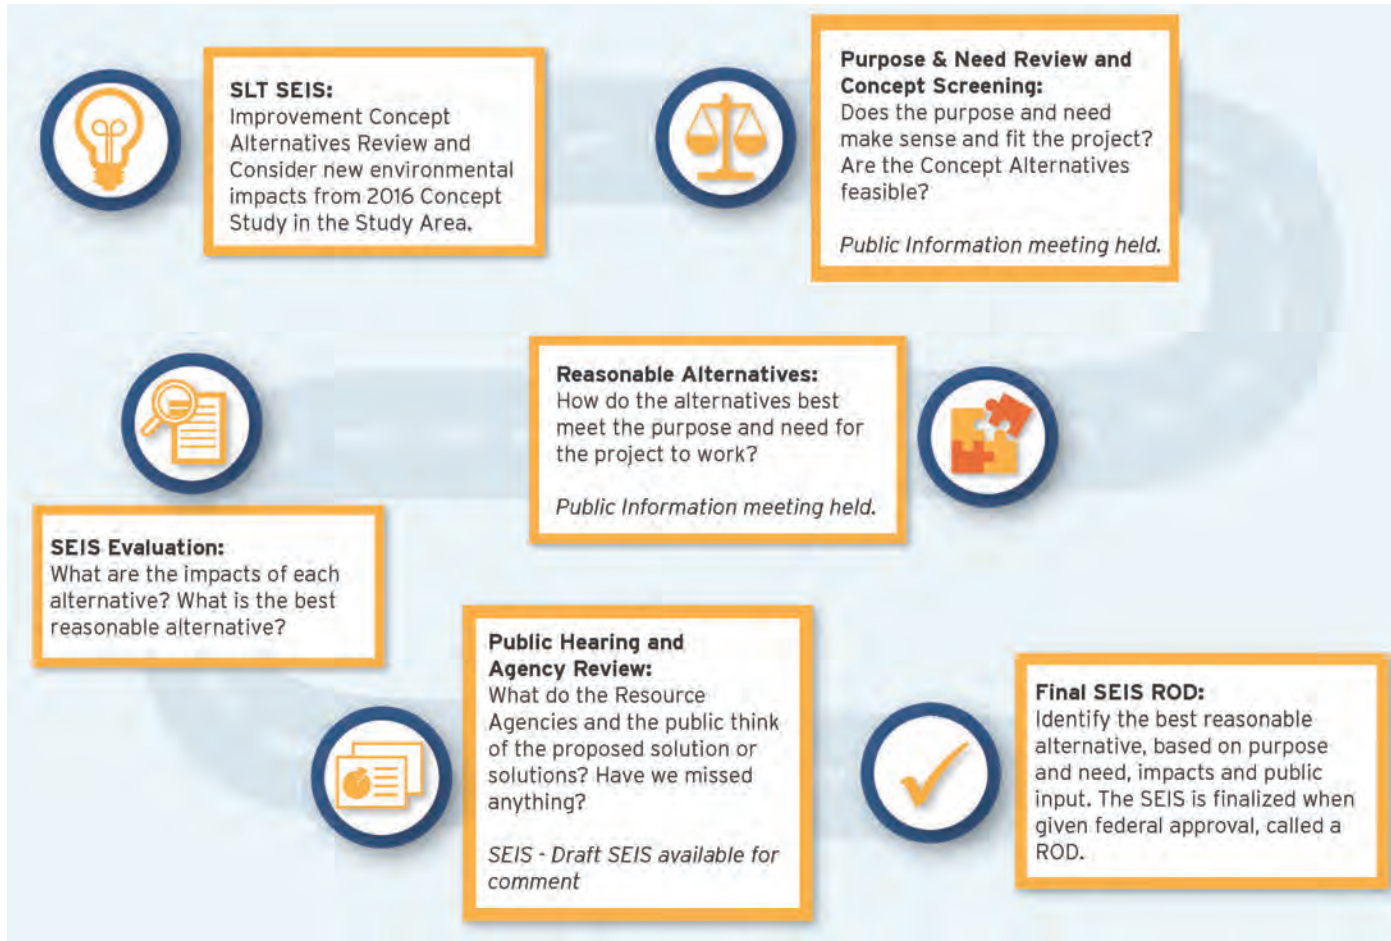 SLT SEIS:
Improvement Concept
Alternatives Review and
Consider new environmental
impacts from 2016 Concept
Study in the Study Area.
Purpose & Need Review and
Concept Screening:
Does the purpose and need
make sense and fit the project?
Are the Concept Alternatives
feasible?
Public Information meeting held.
Reasonable Alternatives:
How do the alternatives best
meet the purpose and need for
the project to work?
Public Information meeting held.
SEIS Evaluation:
What are the impacts of each
alternative? What is the best
reasonable alternative?
Public Hearing and
Agency Review:
What do the Resource
Agencies and the public think
of the proposed solution or
solutions? Have we missed
anything?
SEIS - Draft SEIS available for
comment
Final SEIS ROD:
Identify the best reasonable
alternative, based on purpose
and need, impacts and public
input. The SEIS is finalized when
given federal approval, called a
ROD.